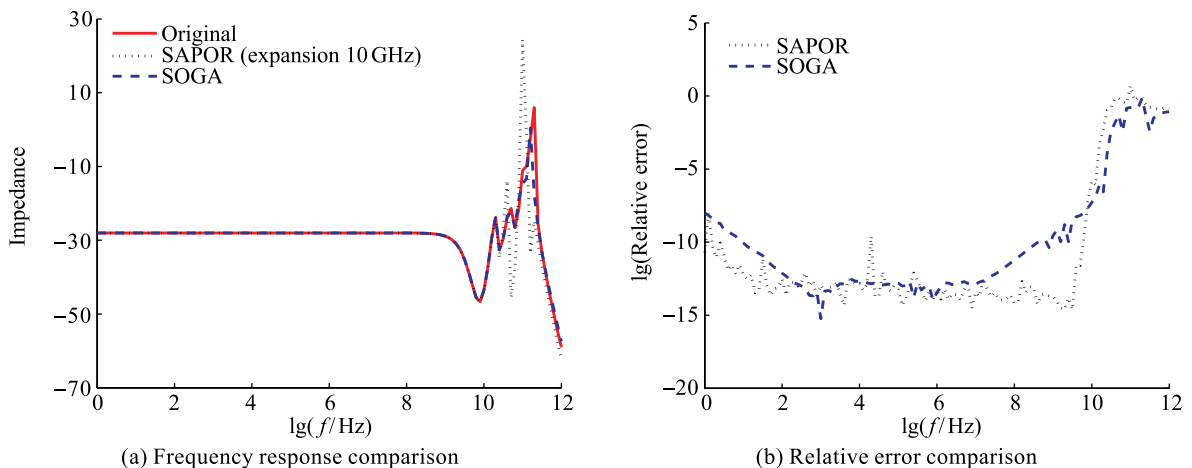 30
10
−10
−30
−50
−70
Impedance
Original
SAPOR (expansion 10 GHz)
SOGA
0 2 4 6 8 10 12
lg(f/Hz)
(a) Frequency response comparison
5
0
−5
−10
−15
−20
lg(Relative error)
SAPOR
SOGA
0 2 4 6 8 10 12
lg(f/Hz)
(b) Relative error comparison